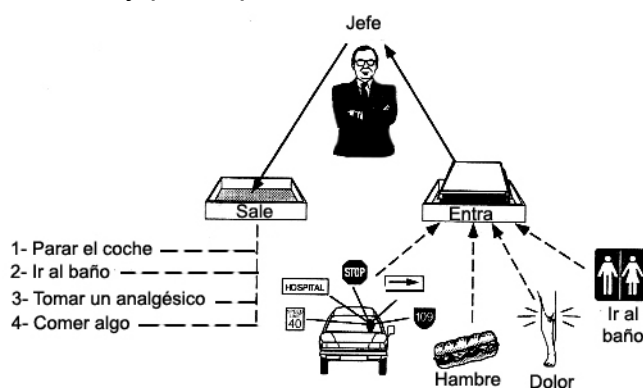 Jefe
Sale
Entra
1- Parar el coche
2- Ir al baño
3- Tomar un analgésico
4- Comer algo
STOP
HOSPITAL
40
109
Hambre
Dolor
Ir al
baño